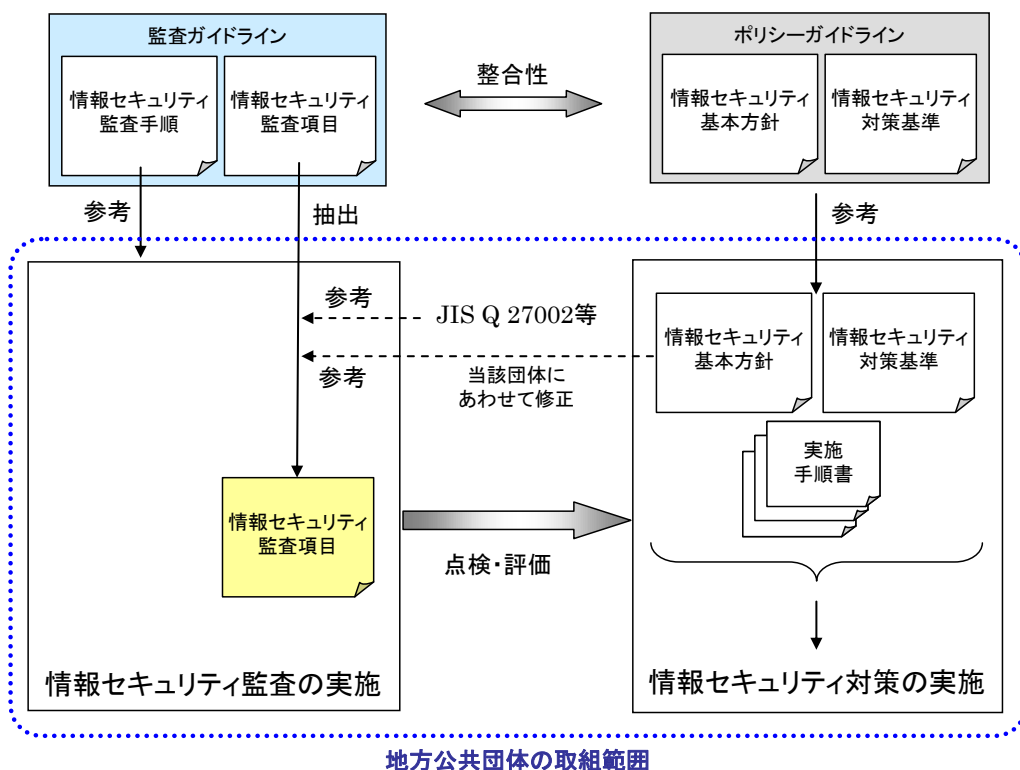 監査ガイドライン
情報セキュリティ
監査手順
情報セキュリティ
監査項目
整合性
ポリシーガイドライン
情報セキュリティ
基本方針
情報セキュリティ
対策基準
参考
抽出
参考
参考
JIS Q 27002等
参考
当該団体に
あわせて修正
情報セキュリティ
基本方針
情報セキュリティ
対策基準
実施
手順書
情報セキュリティ
監査項目
点検・評価
情報セキュリティ監査の実施
情報セキュリティ対策の実施
地方公共団体の取組範囲